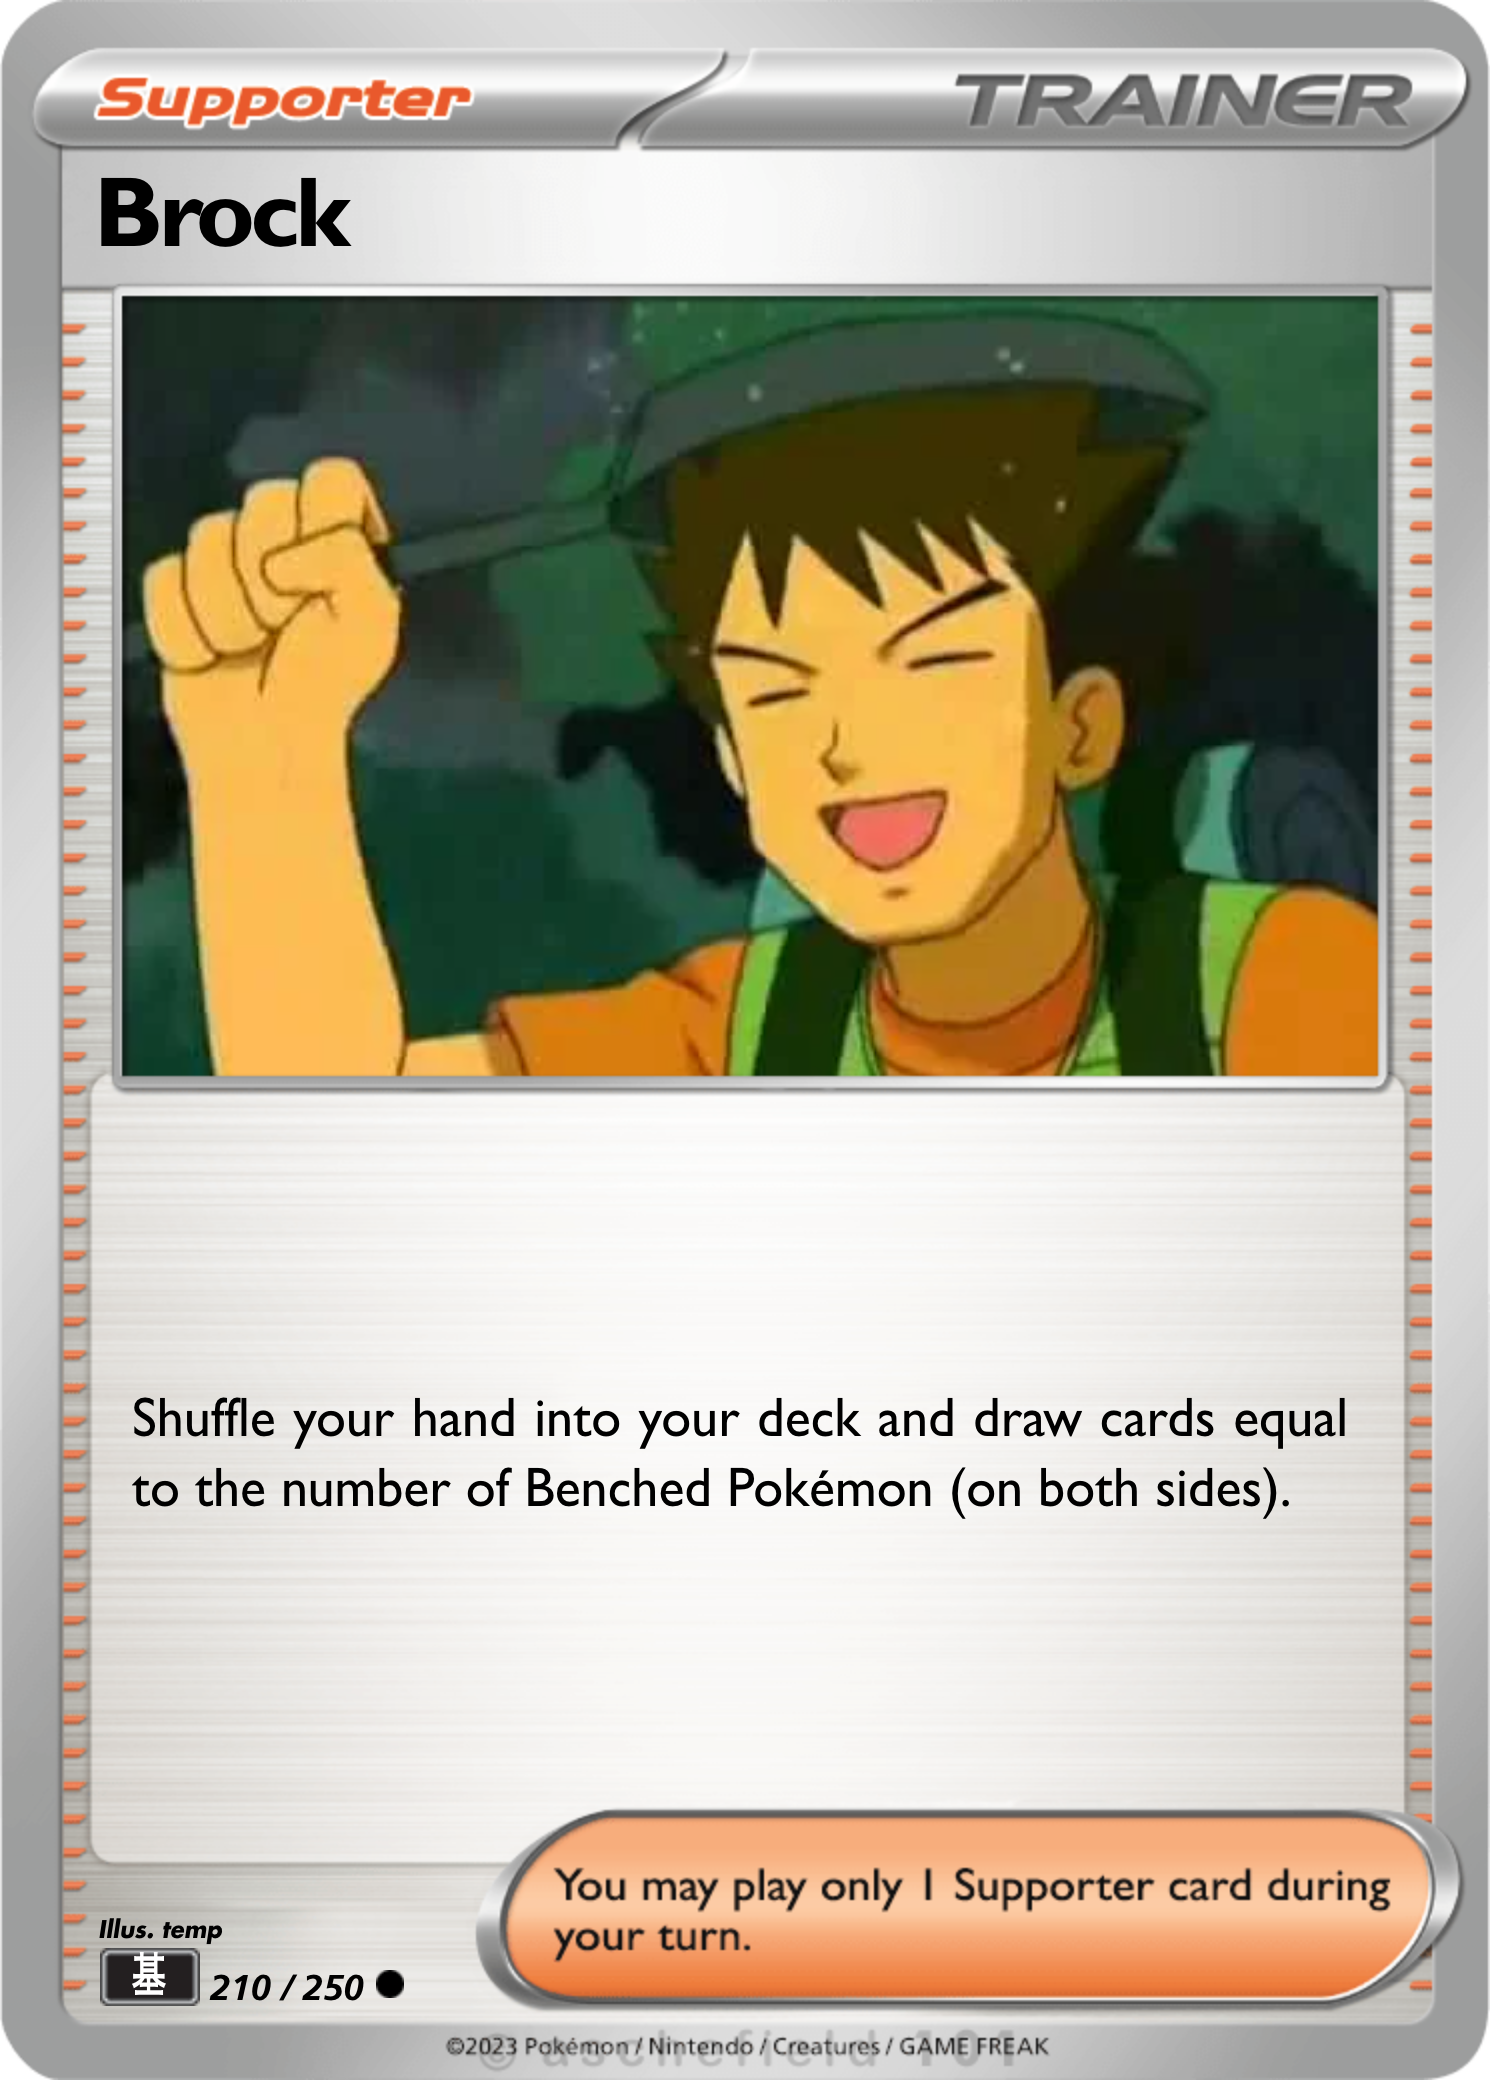 Supporter
TRAINER
Brock
Shuffle your hand into your deck and draw cards equal
to the number of Benched Pokémon (on both sides).
You may play only 1 Supporter card during
your turn.
Illus. temp
基 210 / 250
©2023 Pokémon / Nintendo / Creatures / GAME FREAK